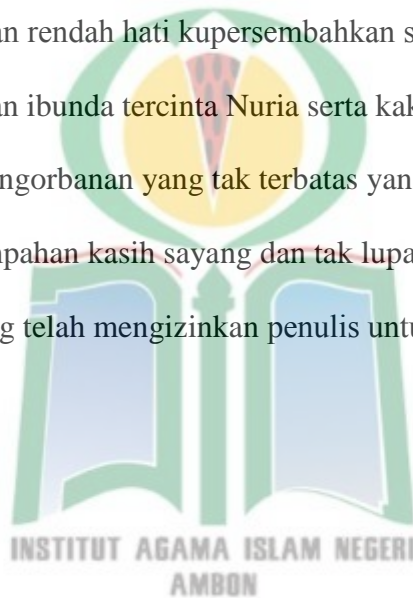 an rendah hati kupersembahkan s
an ibunda tercinta Nuria serta kak
ngorbanan yang tak terbatas yan
npahan kasih sayang dan tak lupa
g telah mengizinkan penulis untu
INSTITUT AGAMA ISLAM NEGERI
AMBON